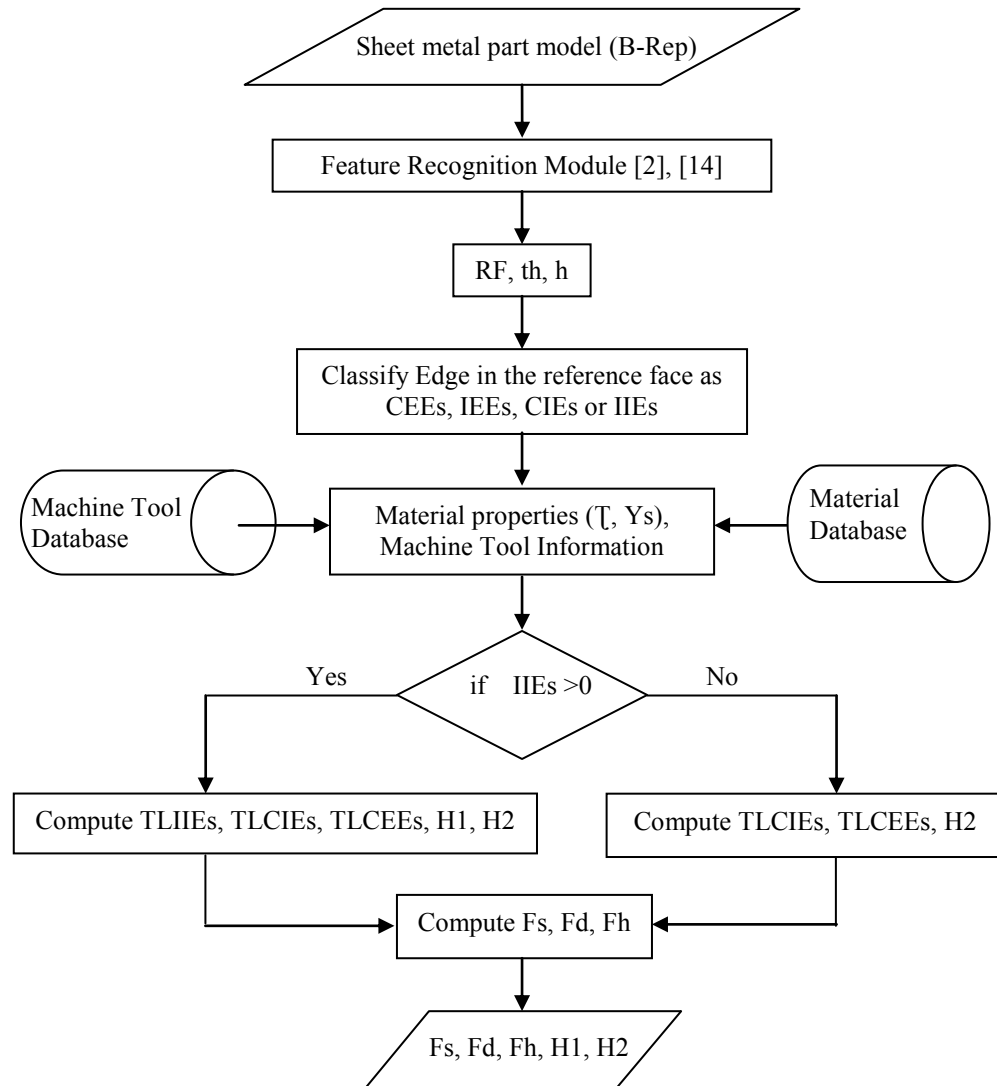 Sheet metal part model (B-Rep)
Feature Recognition Module [2], [14]
RF, th, h
Classify Edge in the reference face as
CEEs, IEEs, CIEs or IIEs
Machine Tool
Database
Material properties (Ʈ, Ys),
Machine Tool Information
Material
Database
if IIEs >0
Yes
No
Compute TLIIEs, TLCIEs, TLCEEs, H1, H2
Compute TLCIEs, TLCEEs, H2
Compute Fs, Fd, Fh
Fs, Fd, Fh, H1, H2